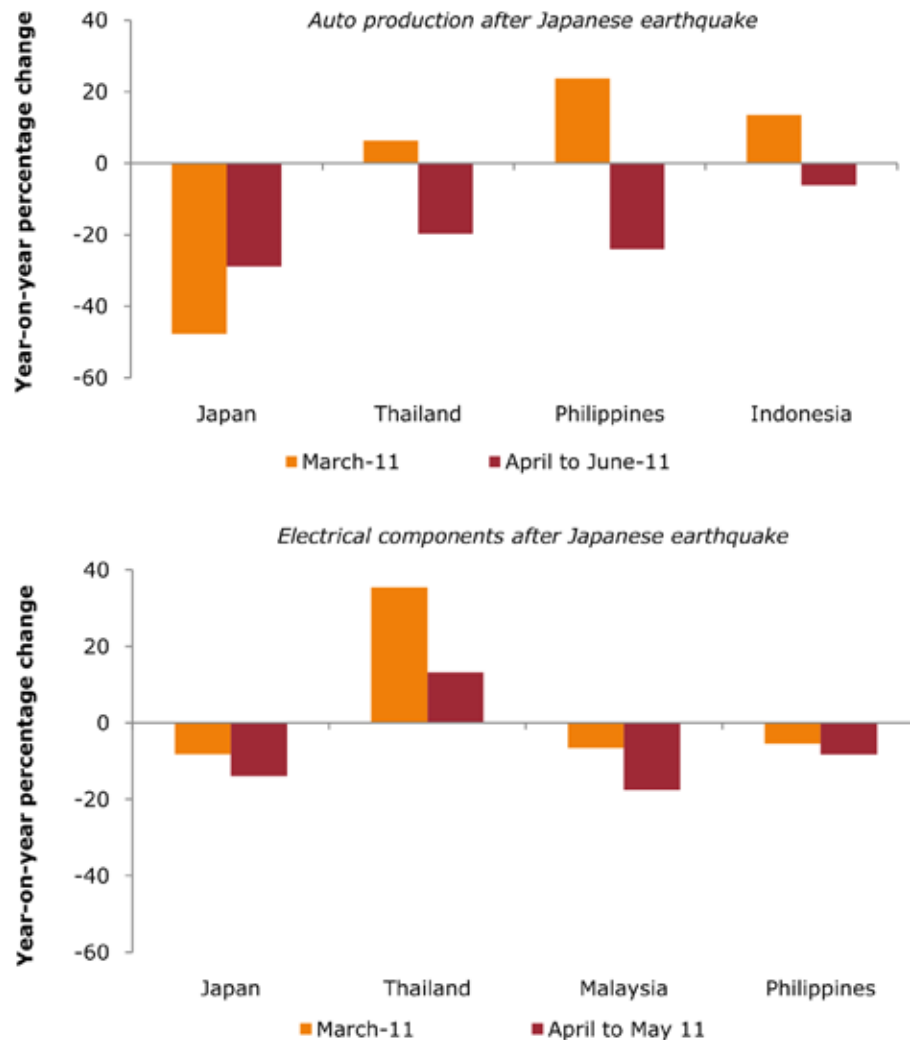 Auto production after Japanese earthquake
Year-on-year percentage change
40
20
0
-20
-40
-60
Japan Thailand Philippines Indonesia
March-11 April to June-11
Electrical components after Japanese earthquake
Year-on-year percentage change
40
20
0
-20
-40
-60
Japan Thailand Malaysia Philippines
March-11 April to May 11